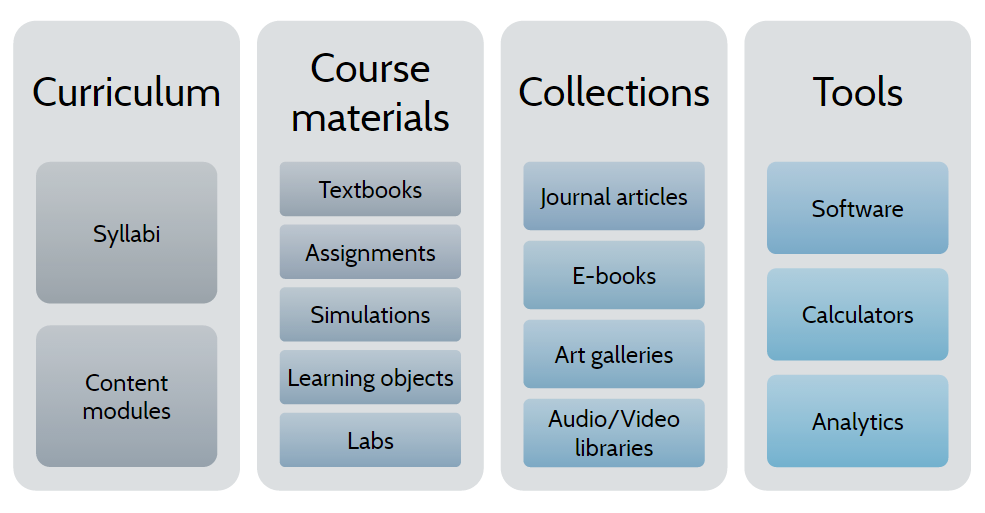 Curriculum
Syllabi
Content
modules
Course
materials
Textbooks
Assignments
Simulations
Learning objects
Labs
Collections
Journal articles
E-books
Art galleries
Audio/Video
libraries
Tools
Software
Calculators
Analytics